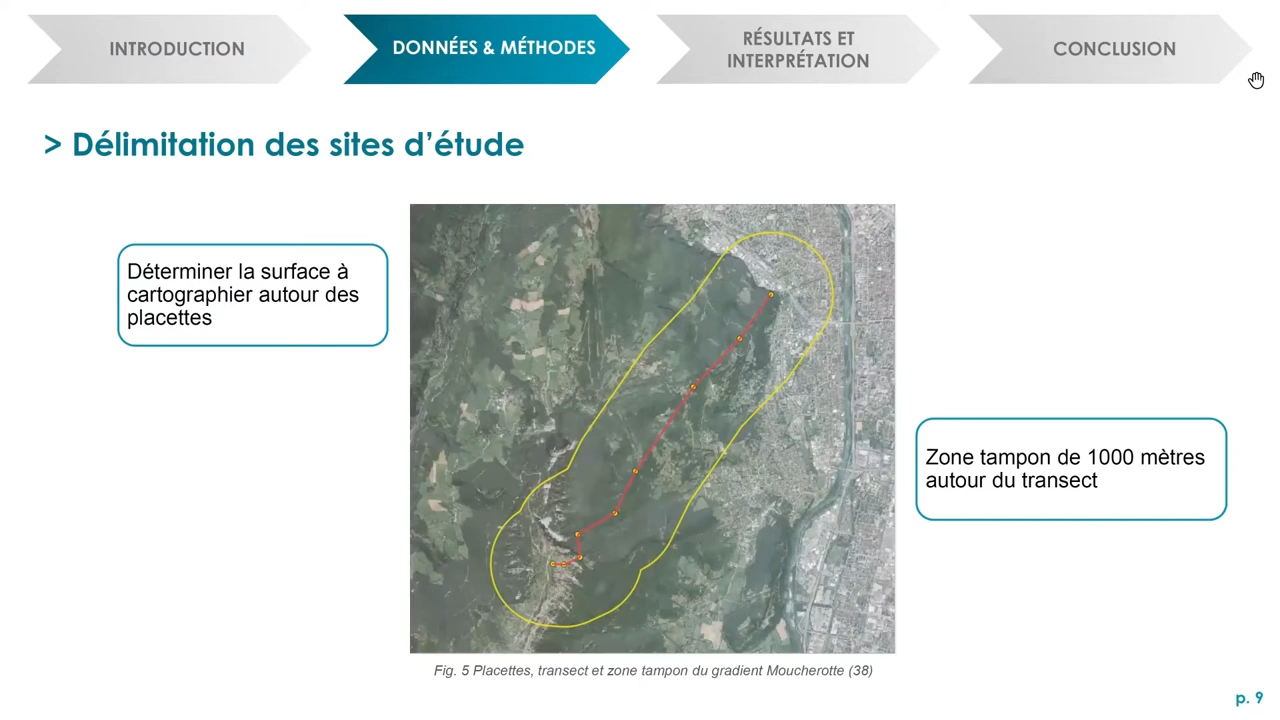 INTRODUCTION
DONNÉES & MÉTHODES
RÉSULTATS ET
INTERPRÉTATION
CONCLUSION
> Délimitation des sites d’étude
Déterminer la surface à
cartographier autour des
placettes
Zone tampon de 1000 mètres
autour du transect
Fig. 5 Placettes, transect et zone tampon du gradient Moucherotte (38)
p. 9